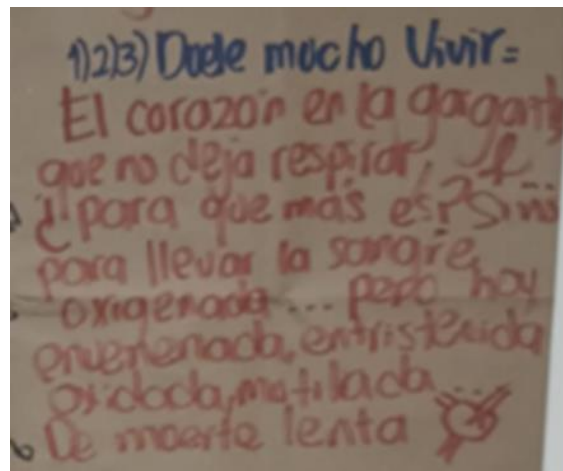 1)2)3) Duele mucho Vivir=
El corazón en la garganta
que no deja respirar,
¿para que más es? Sino
para llevar la sangre
oxigenada... pero hoy
envenenada, entristecida
oxidada, mutilada...
De muerte lenta